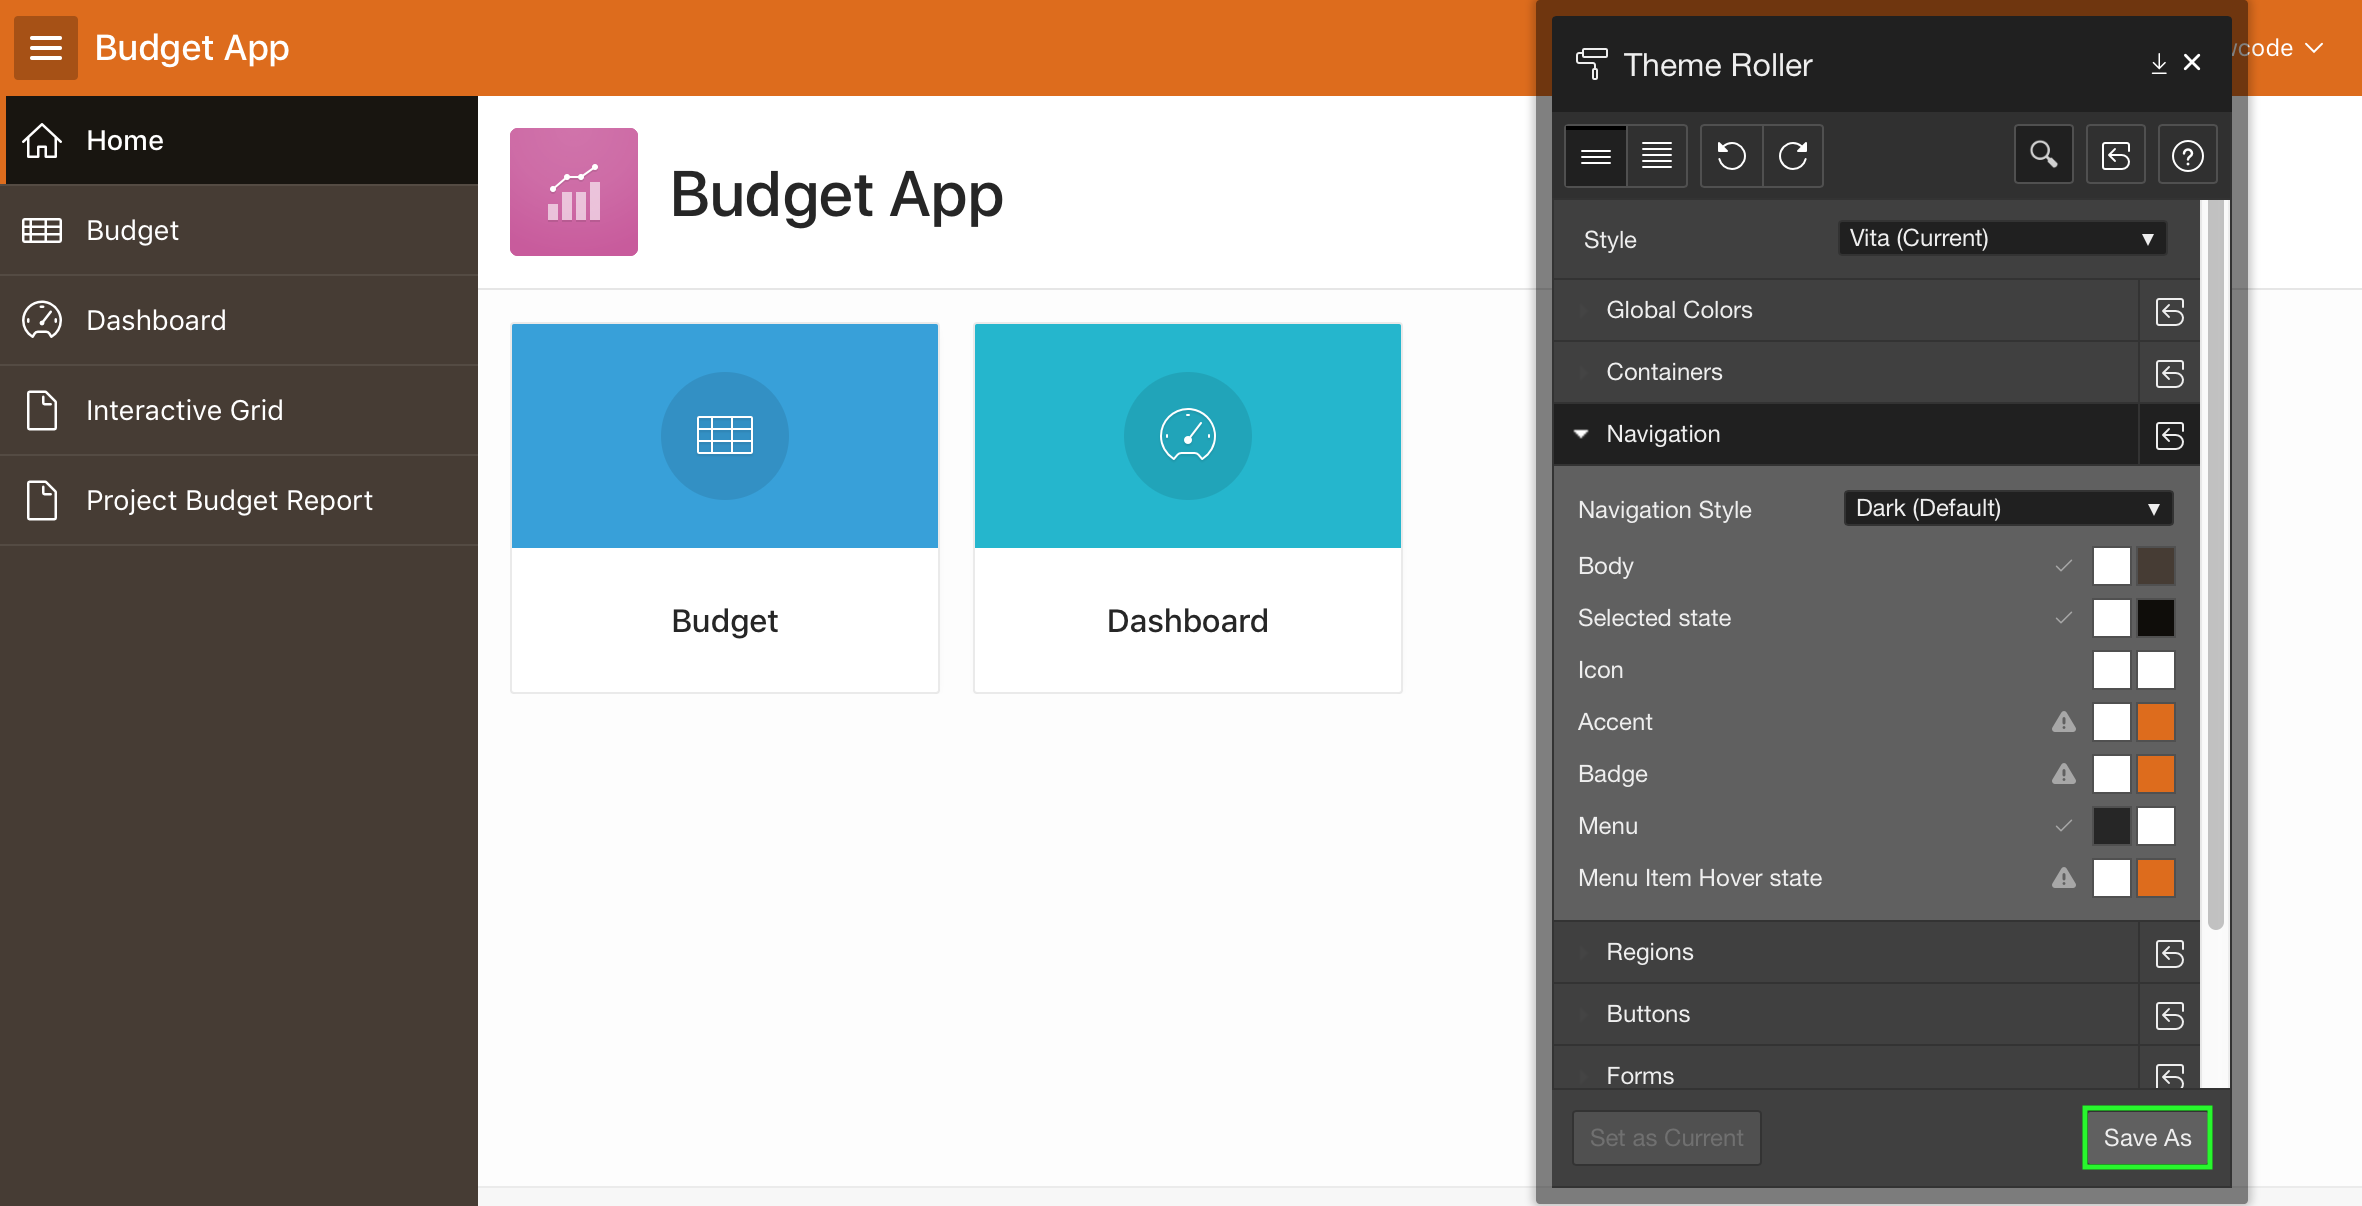 Budget App
Home
Budget
Dashboard
Interactive Grid
Project Budget Report
Budget App
Budget
Dashboard
Theme Roller
Style
Vita (Current)
Global Colors
Containers
Navigation
Navigation Style
Dark (Default)
Body
Selected state
Icon
Accent
Badge
Menu
Menu Item Hover state
Regions
Buttons
Forms
Set as Current
Save As